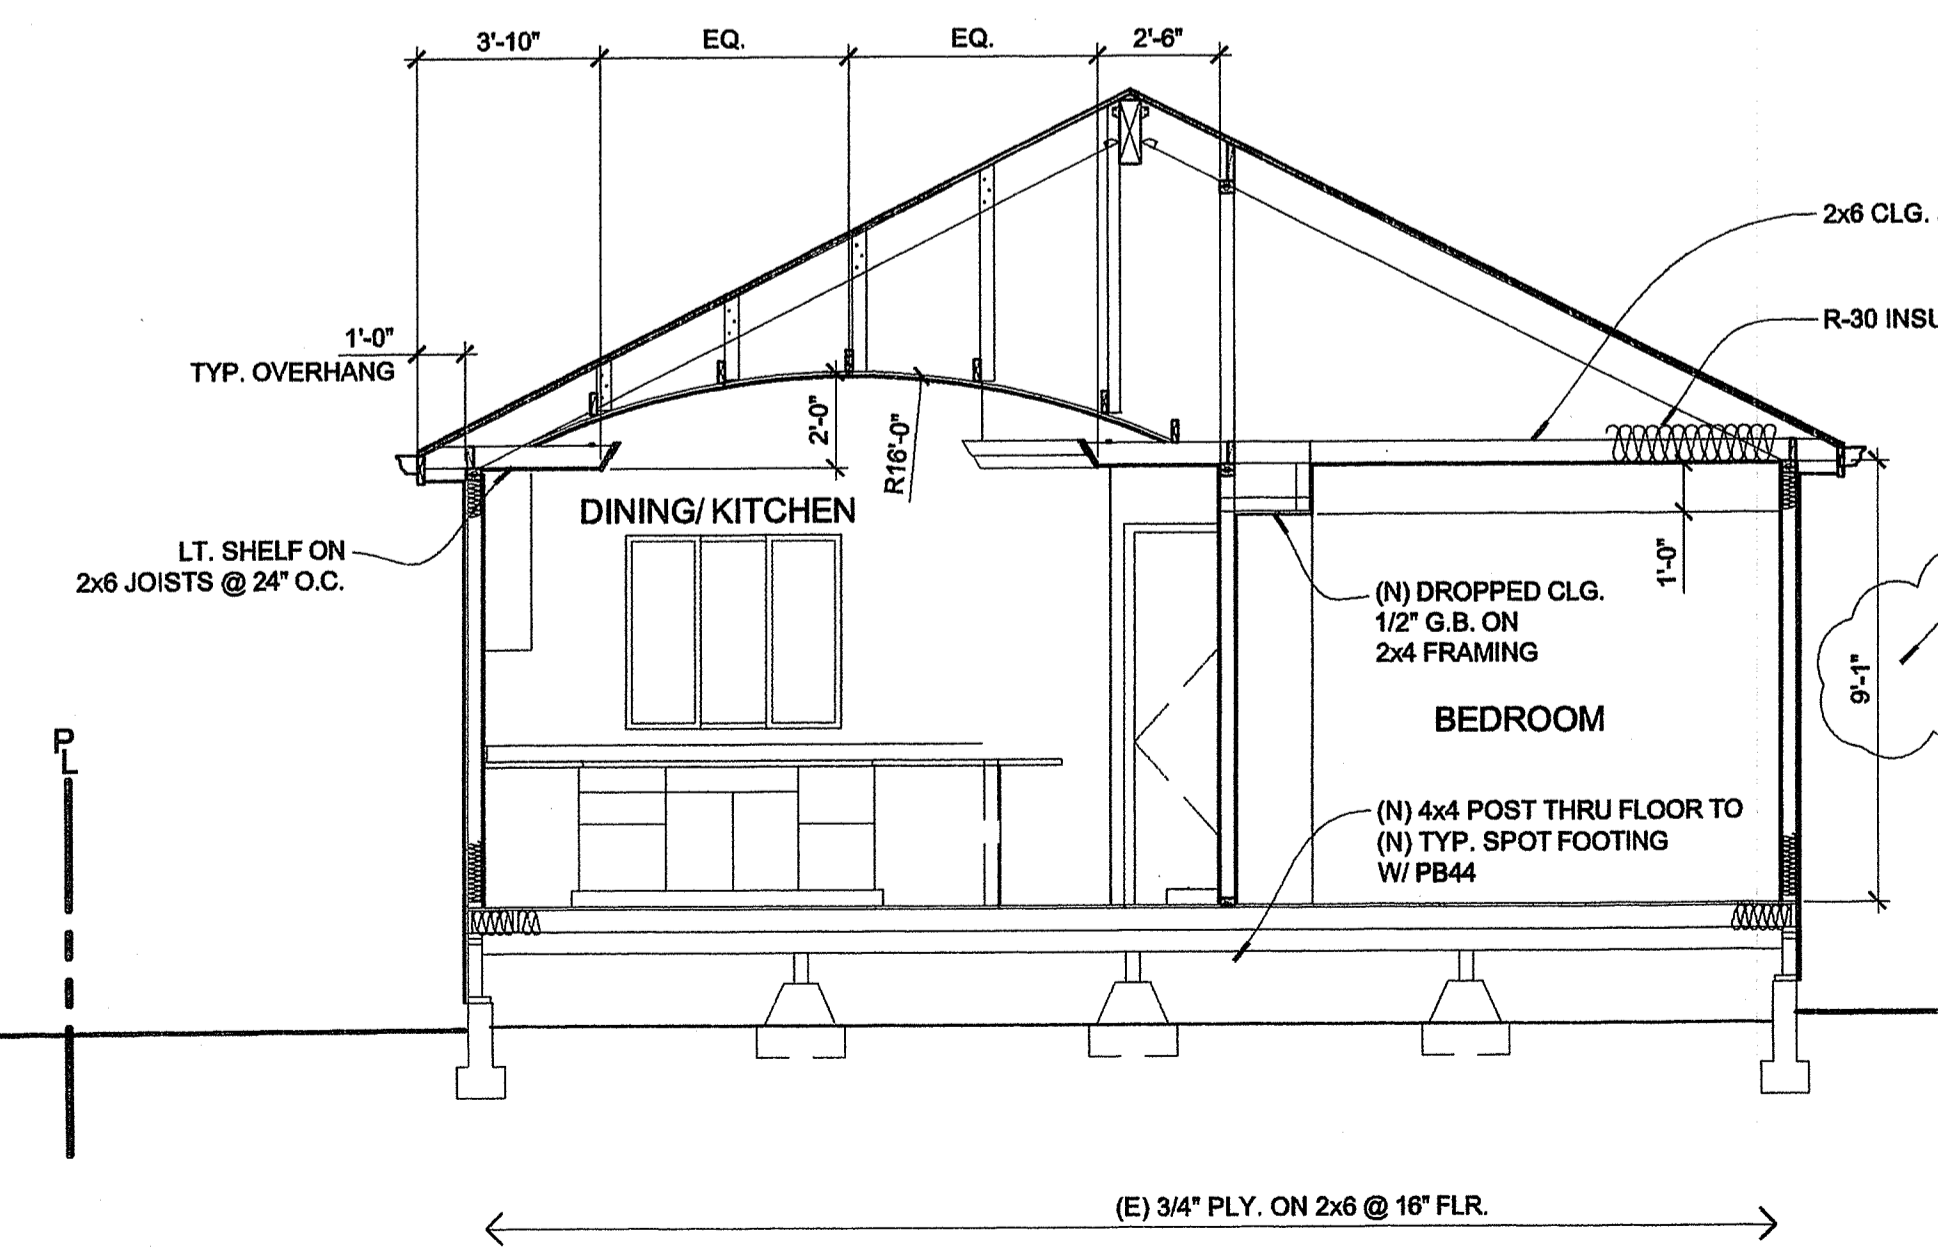 3'-10"
EQ.
EQ.
2'-6"
2x6 CLG.
R-30 INSU
1'-0"
TYP. OVERHANG
2'-0"
R16'-0"
DINING/ KITCHEN
LT. SHELF ON
2x6 JOISTS @ 24" O.C.
1'-0"
(N) DROPPED CLG.
1/2" G.B. ON
2x4 FRAMING
9'-1"
BEDROOM
PL
(N) 4x4 POST THRU FLOOR TO
(N) TYP. SPOT FOOTING
W/ PB44
(E) 3/4" PLY. ON 2x6 @ 16" FLR.